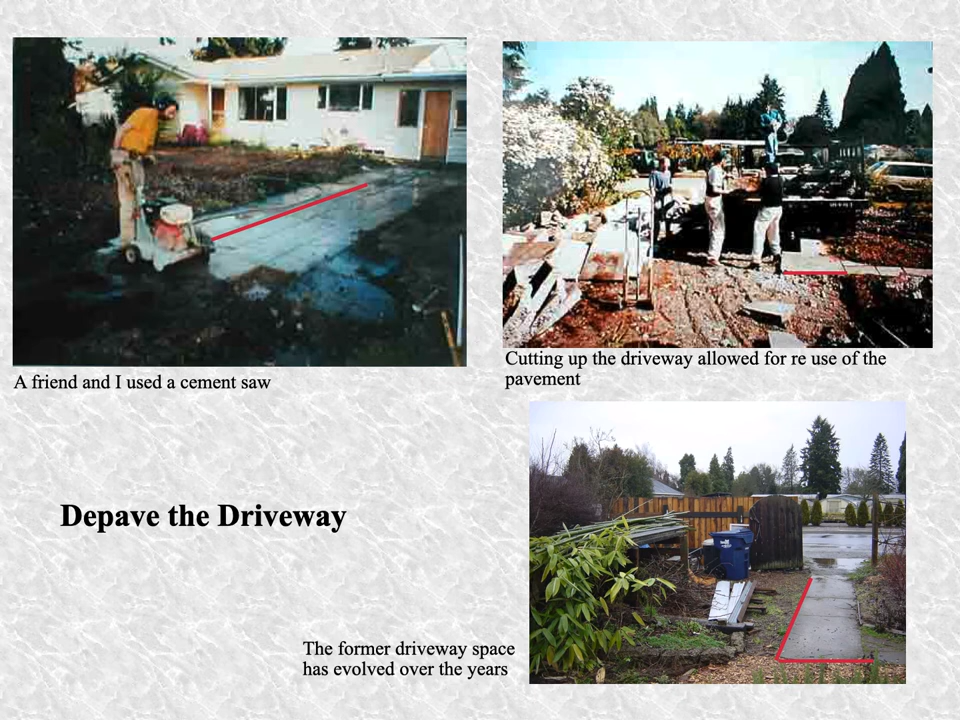 A friend and I used a cement saw
Cutting up the driveway allowed for re use of the
pavement
Depave the Driveway
The former driveway space
has evolved over the years